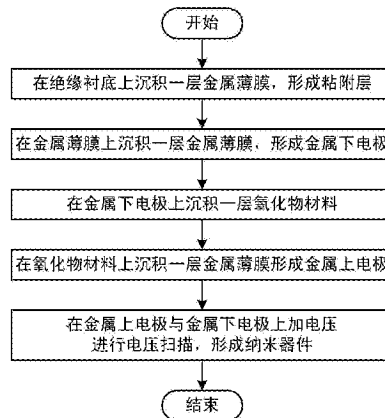 开始
在绝缘衬底上沉积一层金属薄膜，形成粘附层
在金属薄膜上沉积一层金属薄膜，形成金属下电极
在金属下电极上沉积一层氧化物材料
在氧化物材料上沉积一层金属薄膜形成金属上电极
在金属上电极与金属下电极上加电压
进行电压扫描，形成纳米器件
结束